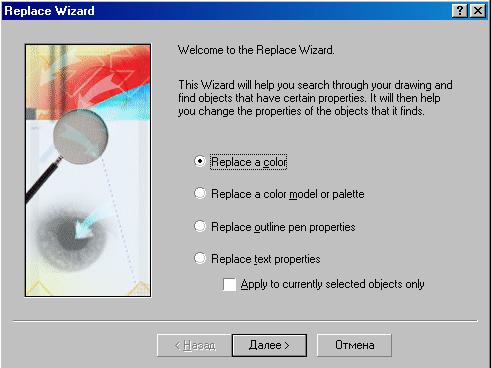 Replace Wizard
Welcome to the Replace Wizard.
This Wizard will help you search through your drawing and
find objects that have certain properties. It will then help
you change the properties of the objects that it finds.
Replace a color
Replace a color model or palette
Replace outline pen properties
Replace text properties
Apply to currently selected objects only
< Назад
Далее >
Отмена